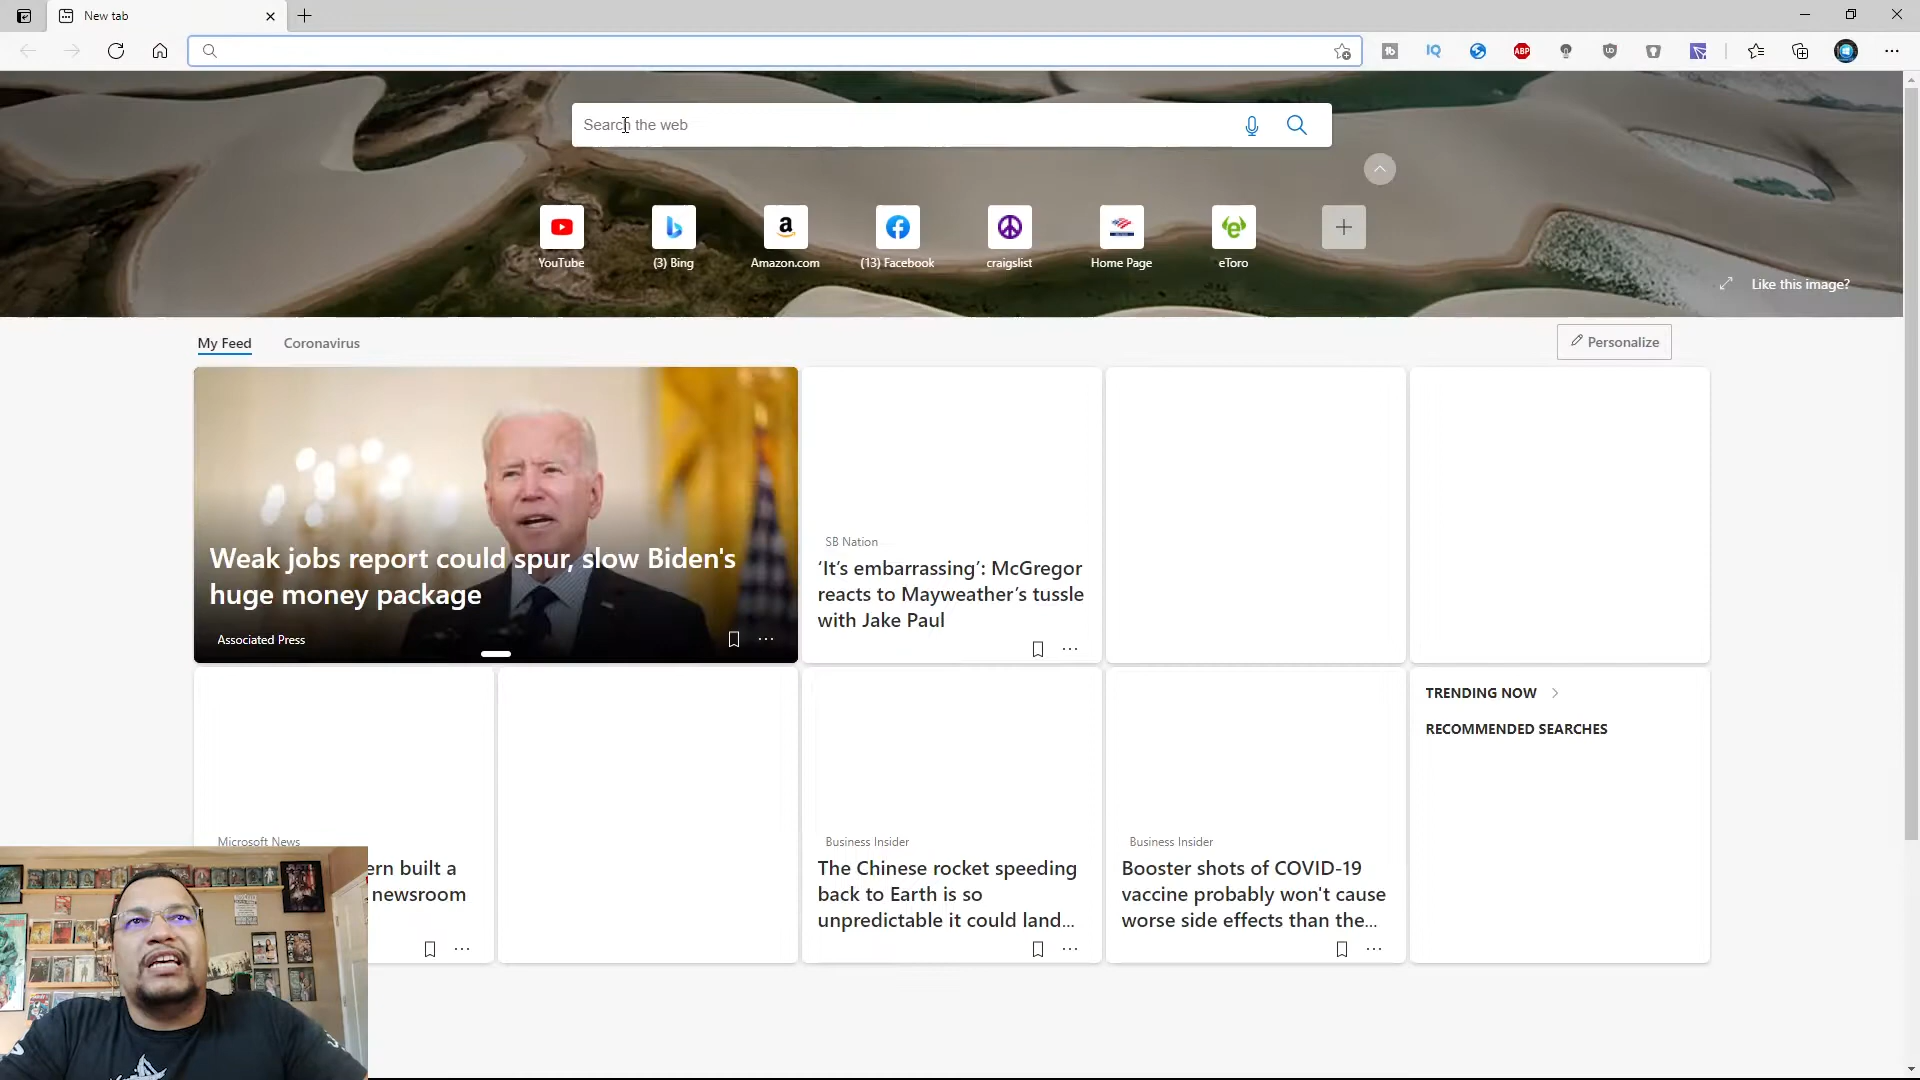 New tab
Search the web
YouTube
(3) Bing
Amazon.com
(13) Facebook
craigslist
Home Page
eToro
Like this image?
My Feed
Coronavirus
Personalize
Weak jobs report could spur, slow Biden's
huge money package
Associated Press
SB Nation
‘It’s embarrassing’: McGregor
reacts to Mayweather’s tussle
with Jake Paul
TRENDING NOW
RECOMMENDED SEARCHES
Microsoft News
ern built a
newsroom
Business Insider
The Chinese rocket speeding
back to Earth is so
unpredictable it could land...
Business Insider
Booster shots of COVID-19
vaccine probably won't cause
worse side effects than the...
IQ
ABP